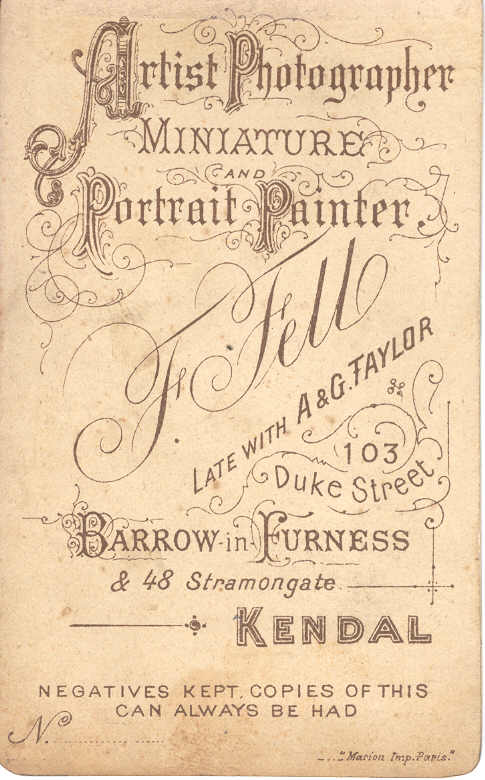 Artist Photographer
MINIATURE
AND
Portrait Painter.
F. Fell
LATE WITH A & G. TAYLOR
103
Duke Street
BARROW-in-FURNESS
& 48 Stramongate
KENDAL
NEGATIVES KEPT, COPIES OF THIS
CAN ALWAYS BE HAD
No
"Marion Imp. Paris."